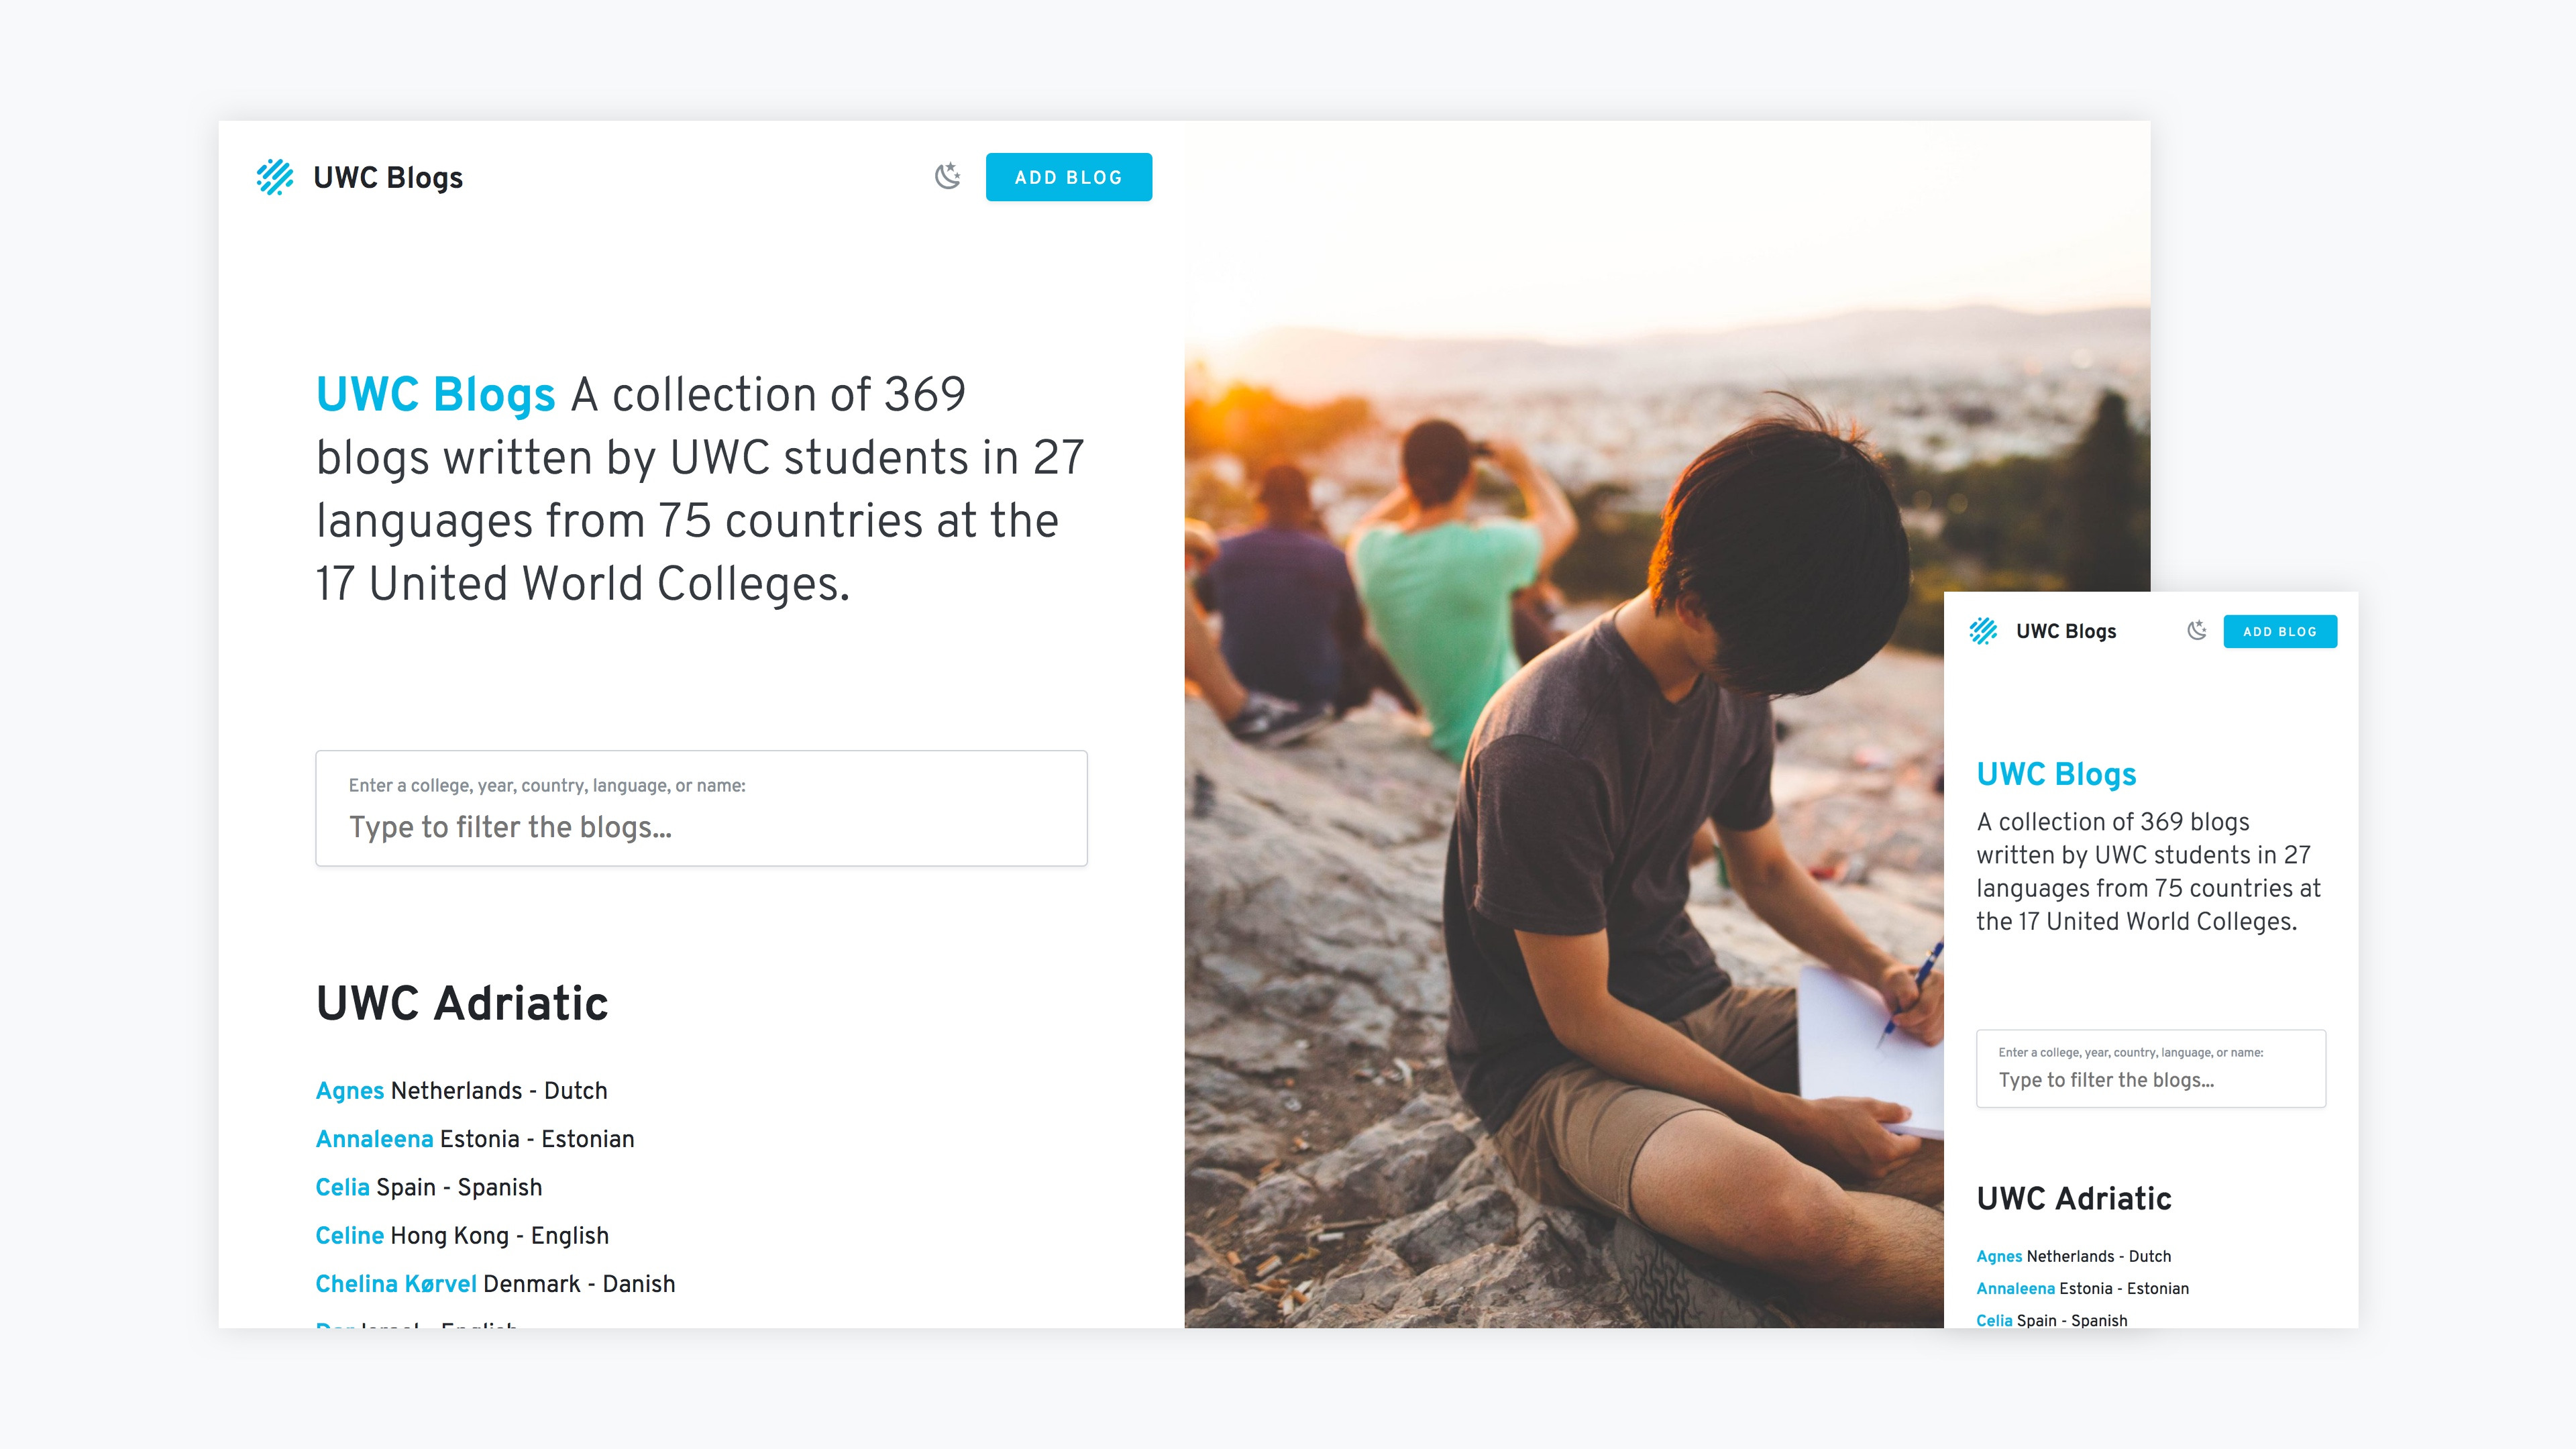 UWC Blogs
ADD BLOG
UWC Blogs A collection of 369
blogs written by UWC students in 27
languages from 75 countries at the
17 United World Colleges.
Enter a college, year, country, language, or name:
Type to filter the blogs...
UWC Adriatic
Agnes Netherlands - Dutch
Annaleena Estonia - Estonian
Celia Spain - Spanish
Celine Hong Kong - English
Chelina Kørvel Denmark - Danish
UWC Blogs
ADD BLOG
UWC Blogs
A collection of 369 blogs
written by UWC students in 27
languages from 75 countries at
the 17 United World Colleges.
Enter a college, year, country, language, or name:
Type to filter the blogs...
UWC Adriatic
Agnes Netherlands - Dutch
Annaleena Estonia - Estonian
Celia Spain - Spanish